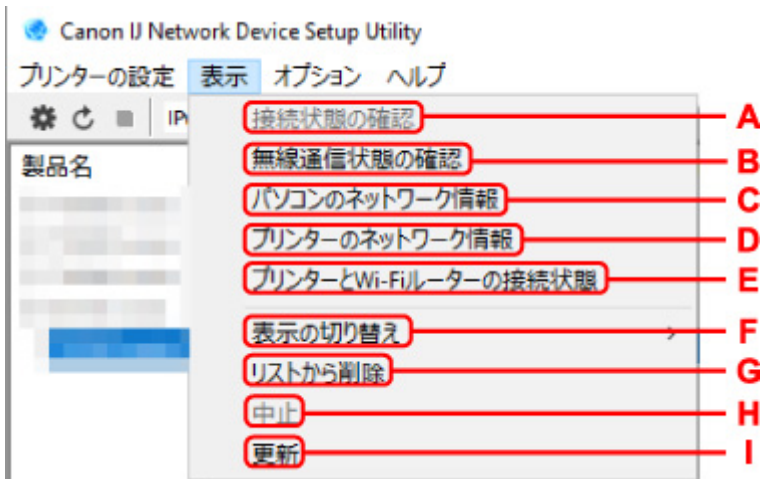 Canon IJ Network Device Setup Utility
プリンターの設定 表示 オプション ヘルプ
接続状態の確認 A
製品名
無線通信状態の確認 B
パソコンのネットワーク情報 C
プリンターのネットワーク情報 D
プリンターとWi-Fiルーターの接続状態 E
表示の切り替え F
リストから削除 G
中止 H
更新 I